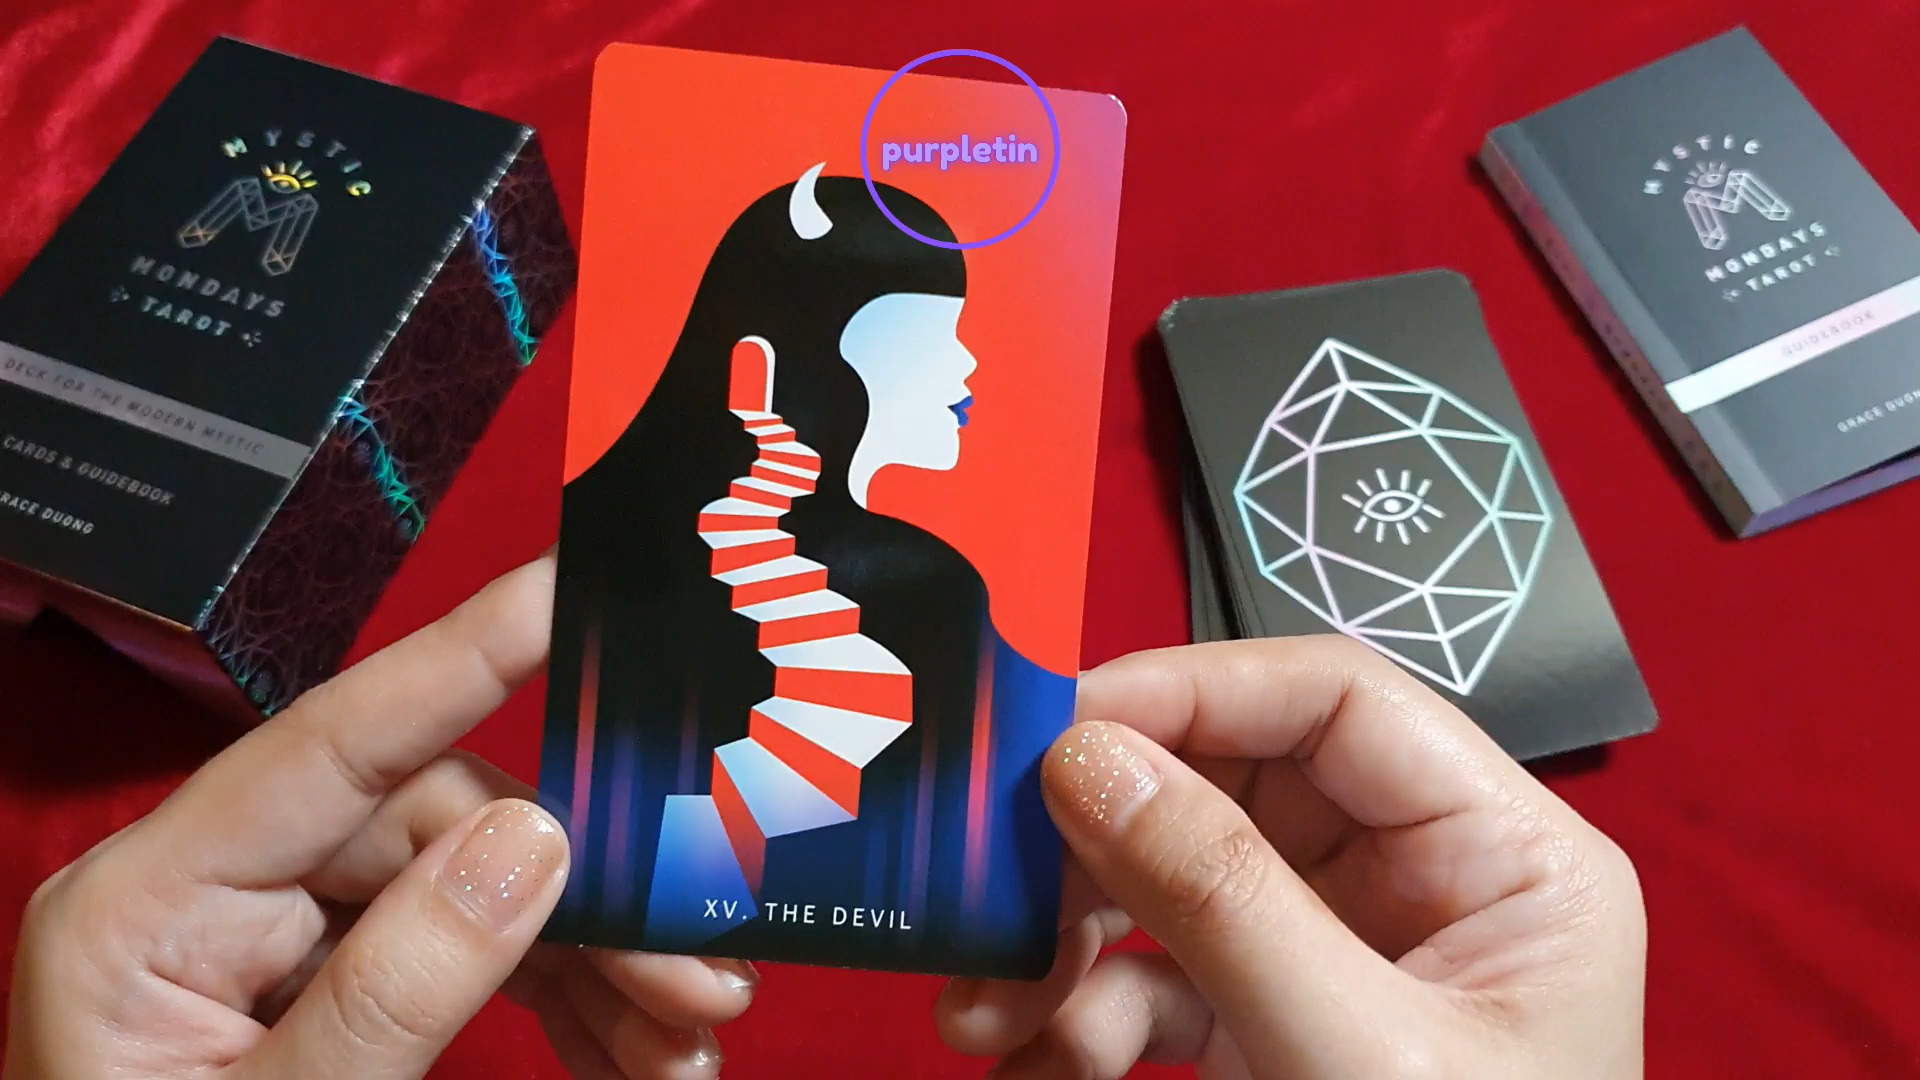 MYSTIC
M
MONDAYS
TAROT
DECK FOR THE MODERN MYSTIC
CARDS & GUIDEBOOK
GRACE DUONG
purpletin
XV. THE DEVIL
MYSTIC
M
MONDAYS
TAROT
GUIDEBOOK
GRACE DUONG